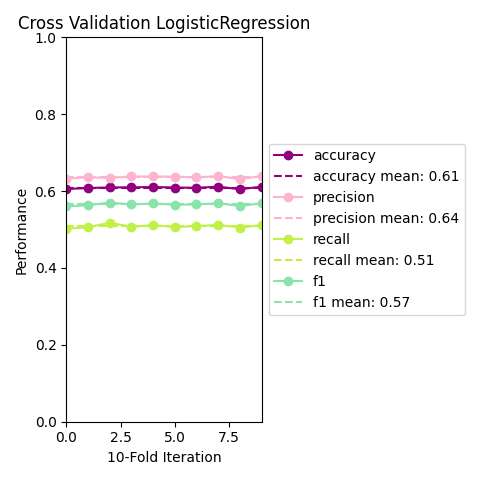 Cross Validation LogisticRegression
1.0
0.8
0.6
0.4
0.2
0.0
Performance
0.0 2.5 5.0 7.5
10-Fold Iteration
accuracy
accuracy mean: 0.61
precision
precision mean: 0.64
recall
recall mean: 0.51
f1
f1 mean: 0.57